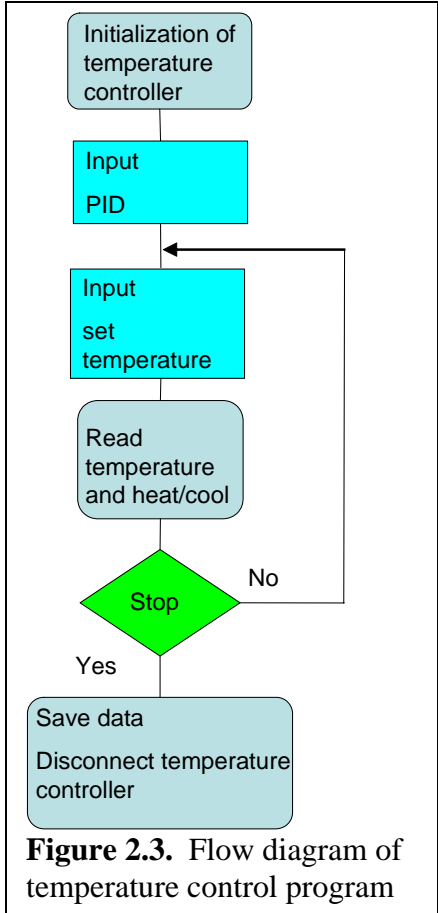 Initialization of
temperature
controller
Input
PID
Input
set
temperature
Read
temperature
and heat/cool
Stop
No
Yes
Save data
Disconnect temperature
controller
Figure 2.3.  Flow diagram of
temperature control program